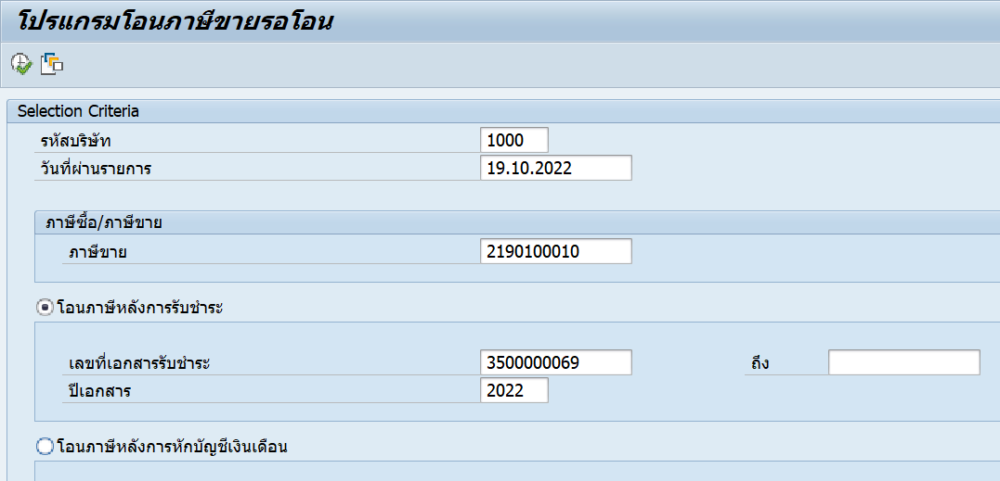 โปรแกรมโอนภาษีขายรอโอน
Selection Criteria
รหัสบริษัท 1000
วันที่ผ่านรายการ 19.10.2022
ภาษีซื้อ/ภาษีขาย
ภาษีขาย 2190100010
โอนภาษีหลังการรับชำระ
เลขที่เอกสารรับชำระ 3500000069 ถึง
ปีเอกสาร 2022
โอนภาษีหลังการหักบัญชีเงินเดือน